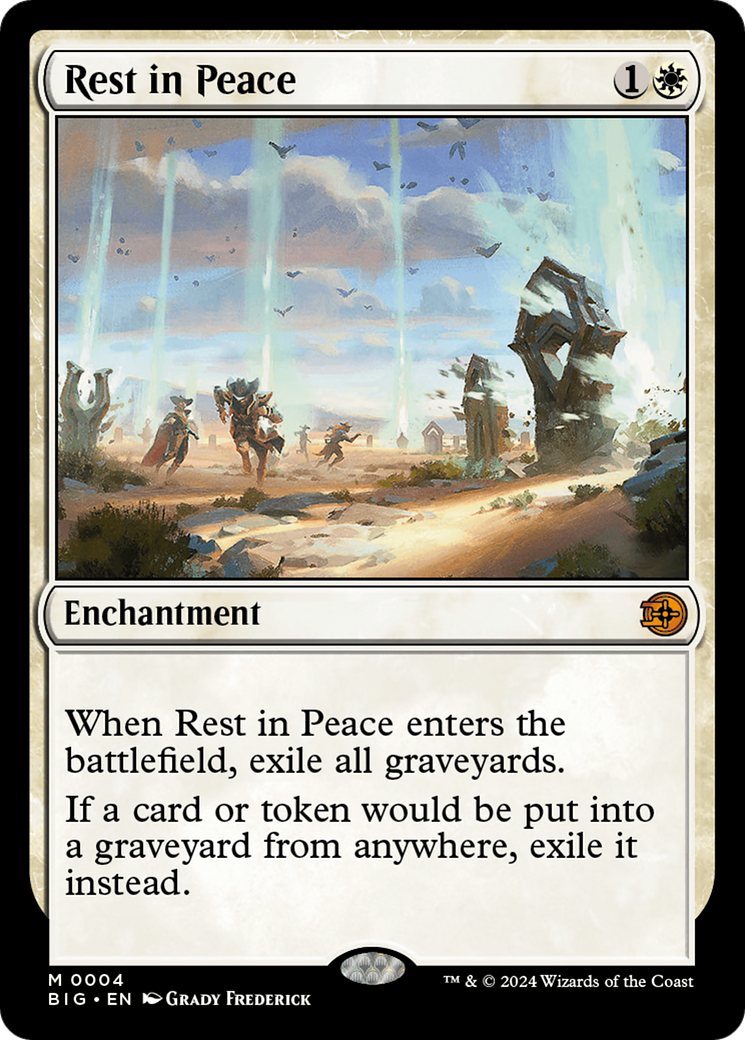 Rest in Peace 1
Enchantment
When Rest in Peace enters the
battlefield, exile all graveyards.
If a card or token would be put into
a graveyard from anywhere, exile it
instead.
M 0004
BIG • EN GRADY FREDERICK
™ & © 2024 Wizards of the Coast